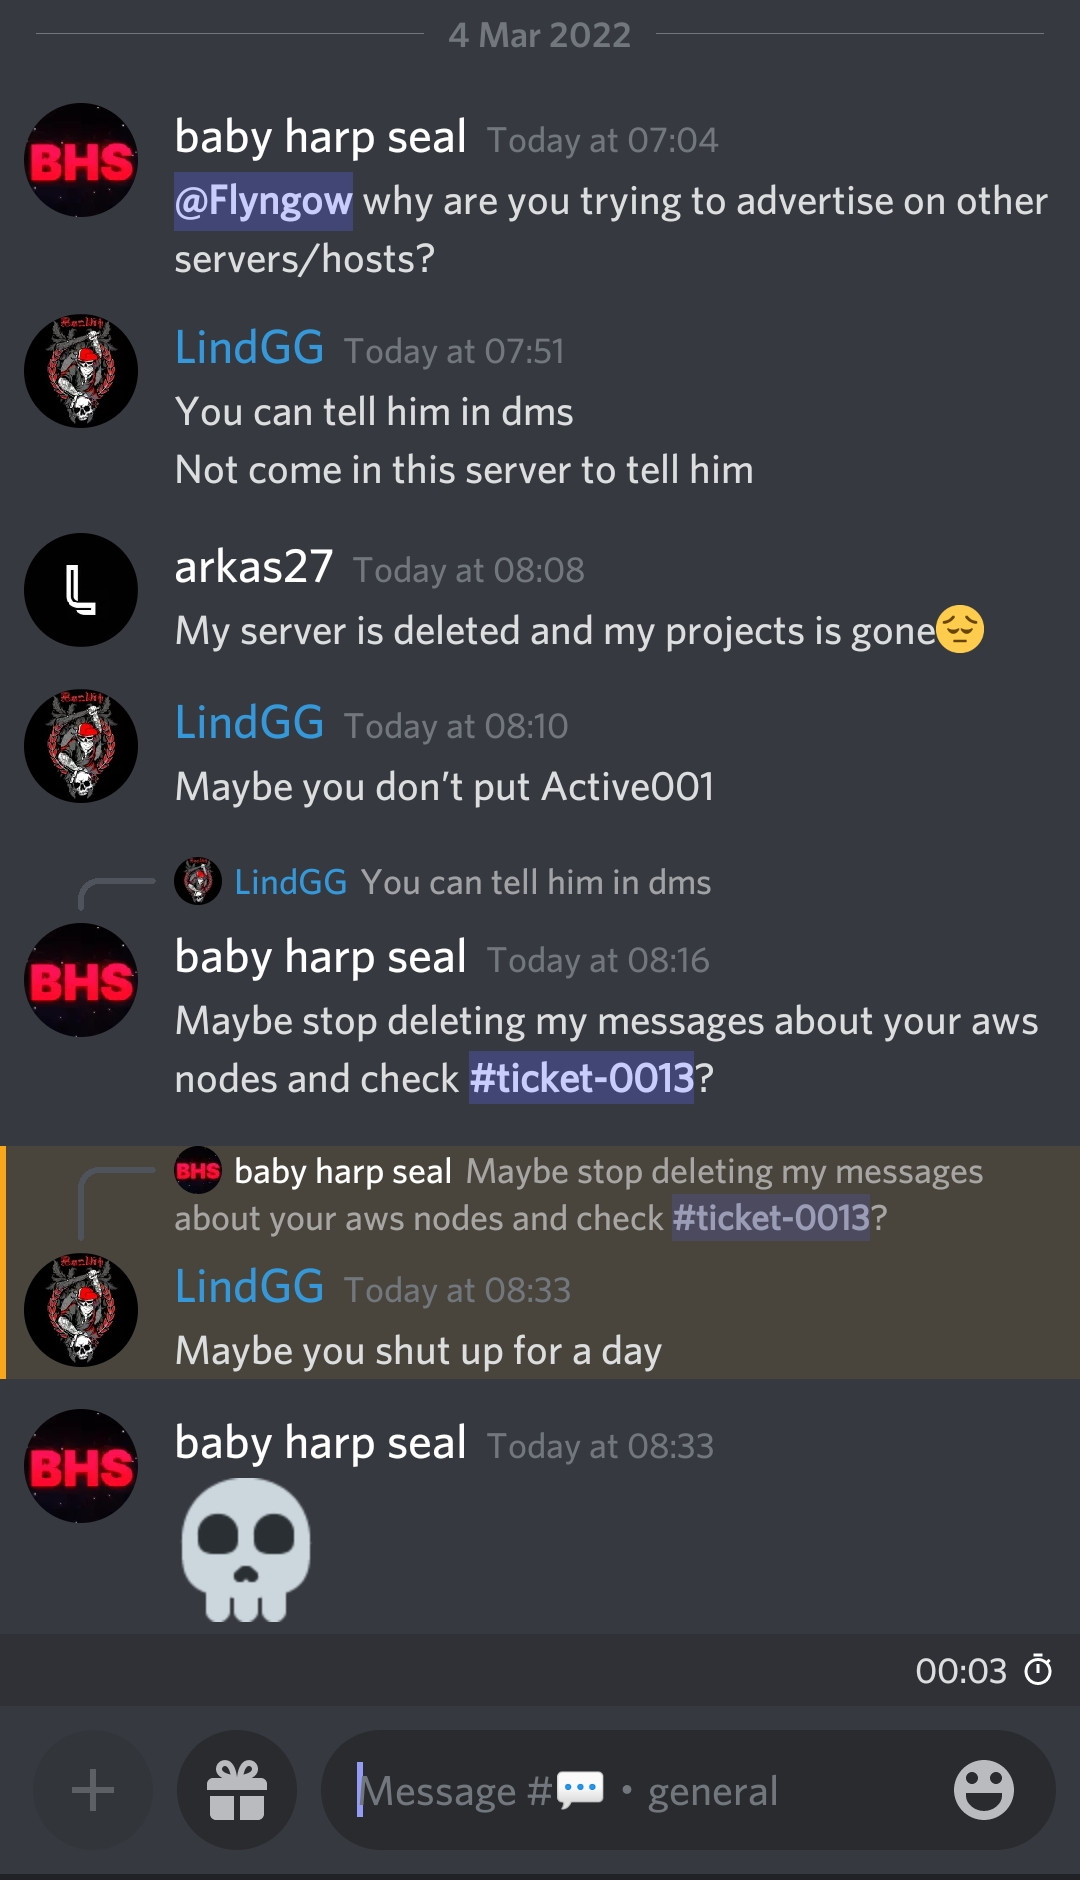 4 Mar 2022
BHS
baby harp seal Today at 07:04
@Flyngow why are you trying to advertise on other
servers/hosts?
LindGG Today at 07:51
You can tell him in dms
Not come in this server to tell him
L
arkas27 Today at 08:08
My server is deleted and my projects is gone😔
LindGG Today at 08:10
Maybe you don’t put Active001
LindGG You can tell him in dms
BHS
baby harp seal Today at 08:16
Maybe stop deleting my messages about your aws
nodes and check #ticket-0013?
BHS baby harp seal Maybe stop deleting my messages
about your aws nodes and check #ticket-0013?
LindGG Today at 08:33
Maybe you shut up for a day
BHS
baby harp seal Today at 08:33
💀
00:03
Message #💬 • general